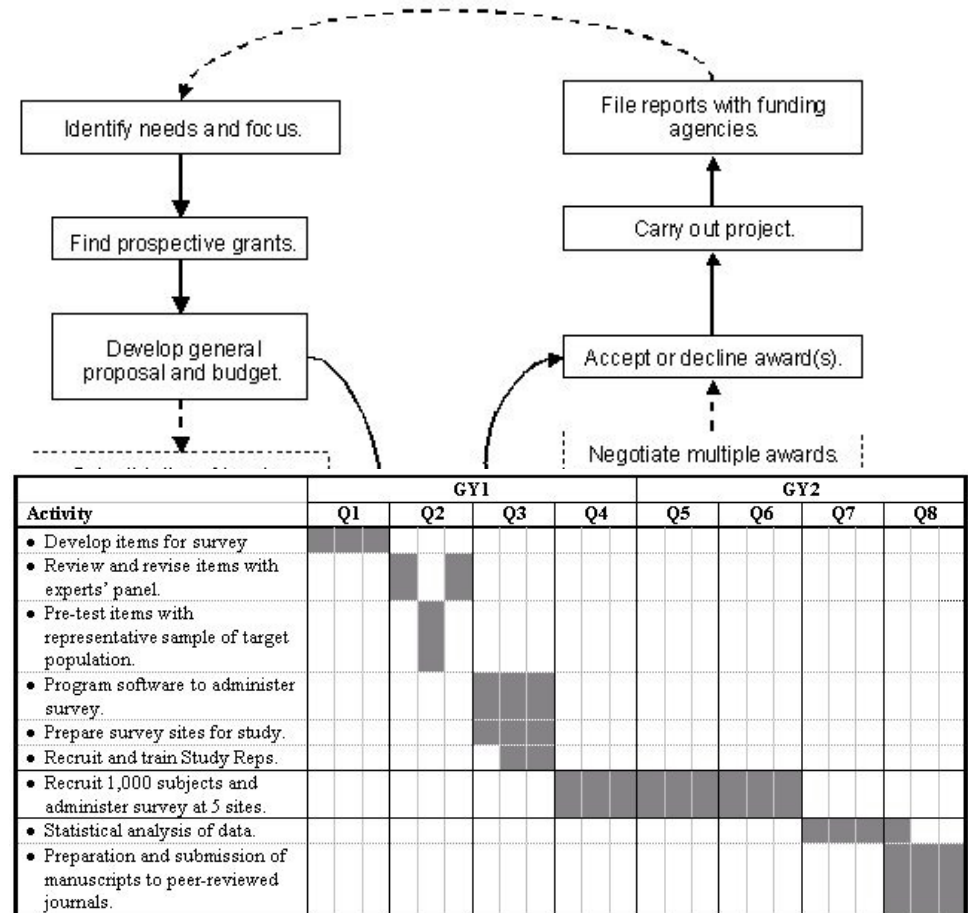 Identify needs and focus.
File reports with funding
agencies.
Find prospective grants.
Carry out project.
Develop general
proposal and budget.
Accept or decline award(s).
Negotiate multiple awards.
GY1 GY2
Activity Q1 Q2 Q3 Q4 Q5 Q6 Q7 Q8
• Develop items for survey
• Review and revise items with
experts’ panel.
• Pre-test items with
representative sample of target
population.
• Program software to administer
survey.
• Prepare survey sites for study.
• Recruit and train Study Reps.
• Recruit 1,000 subjects and
administer survey at 5 sites.
• Statistical analysis of data.
• Preparation and submission of
manuscripts to peer-reviewed
journals.